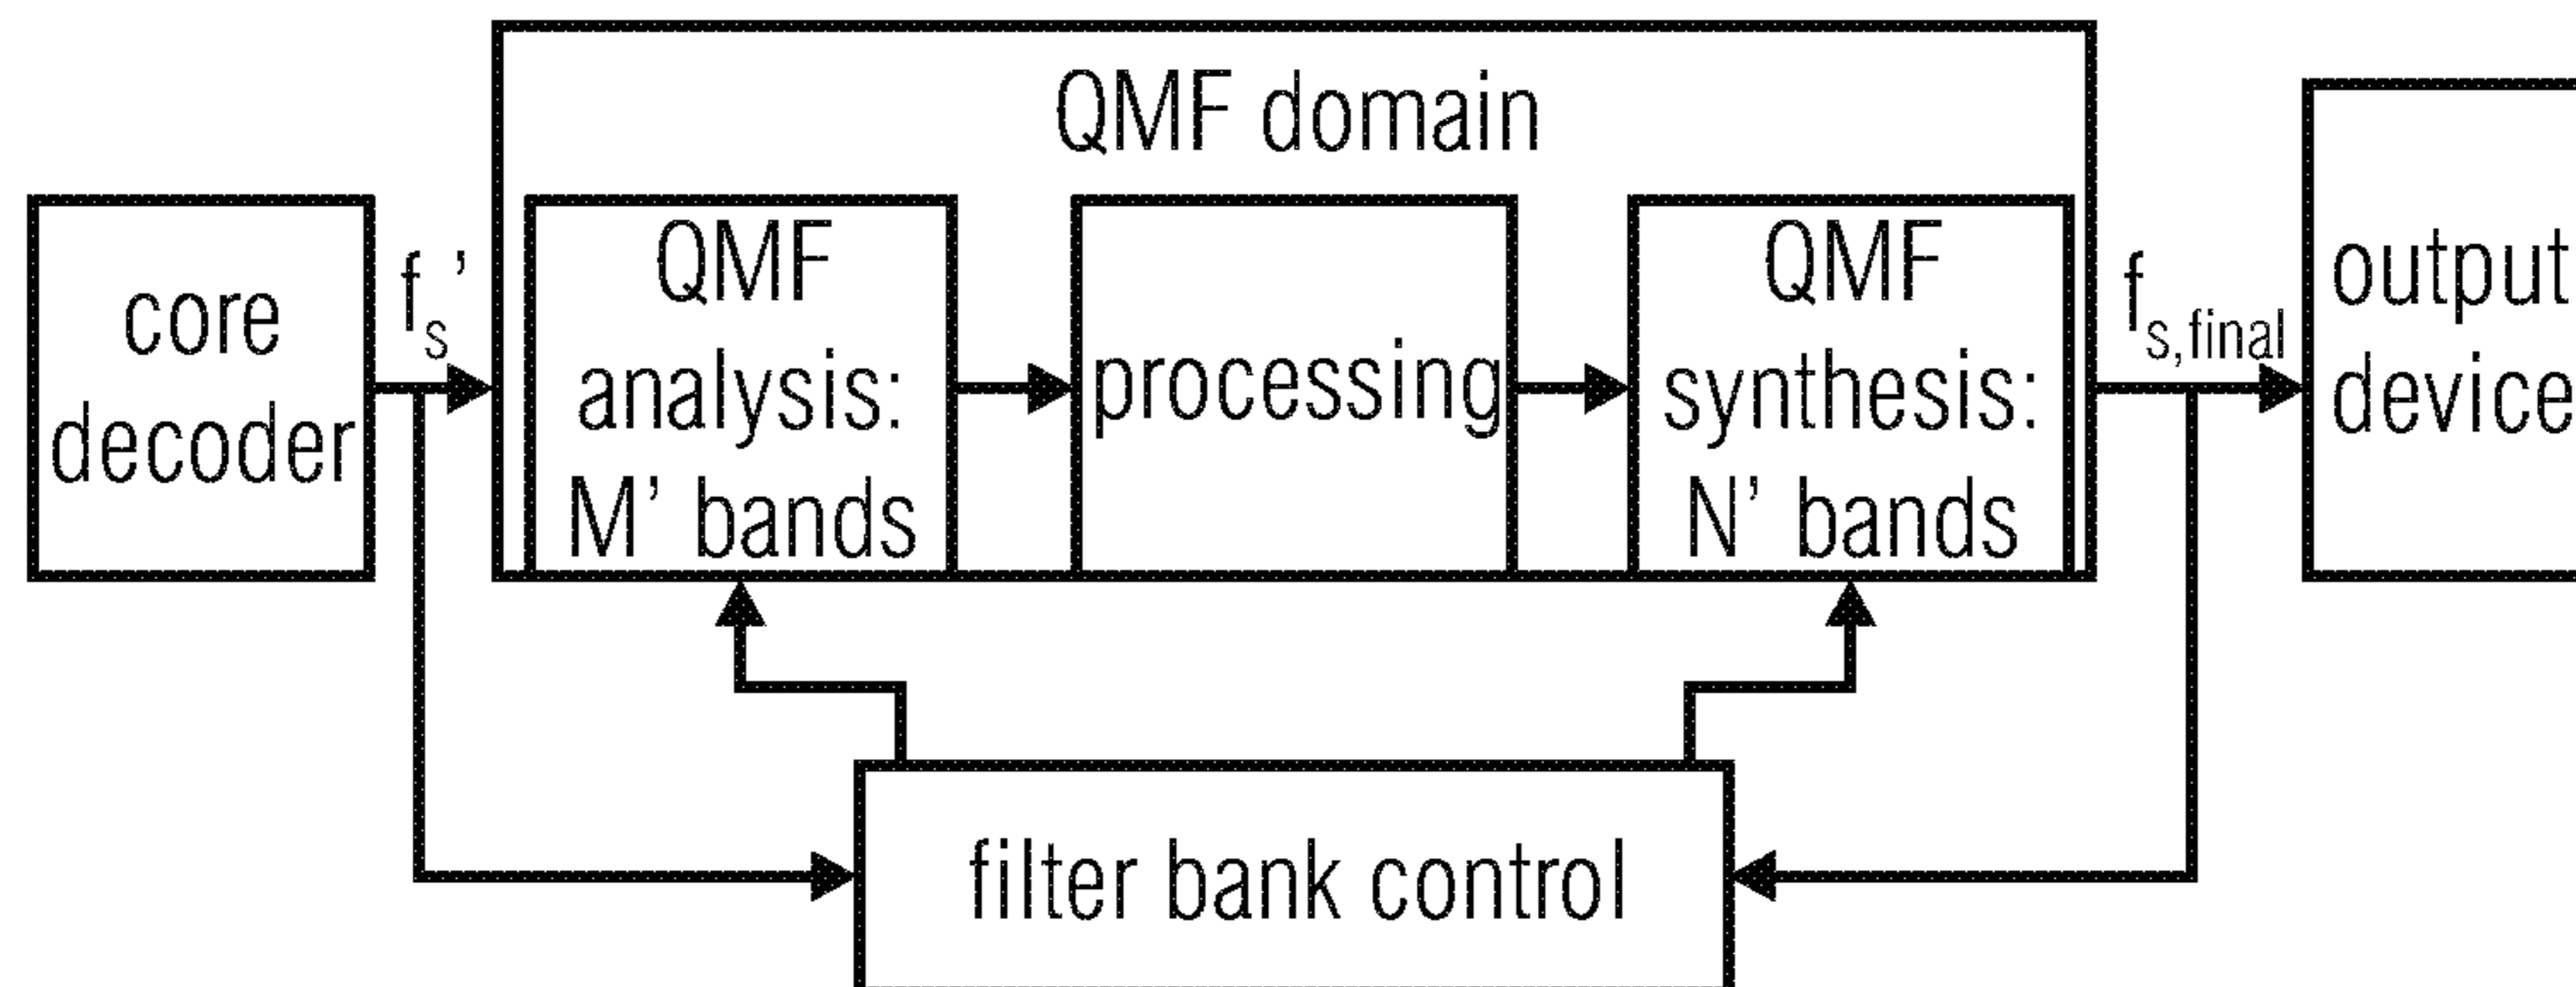 QMF domain
core
decoder
f_s'
QMF
analysis:
M' bands
processing
QMF
synthesis:
N' bands
f_s,final
output
device
filter bank control